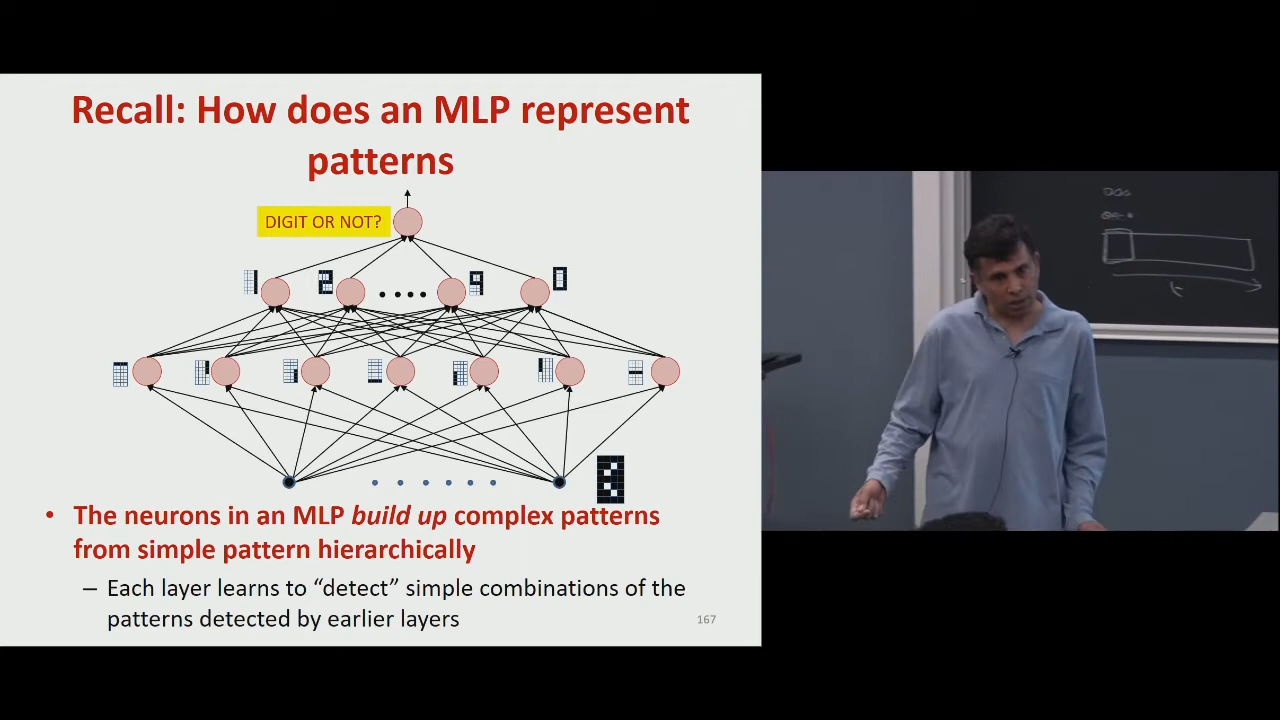 Recall: How does an MLP represent
patterns
DIGIT OR NOT?
• The neurons in an MLP build up complex patterns
from simple pattern hierarchically
– Each layer learns to “detect” simple combinations of the
patterns detected by earlier layers
167
t